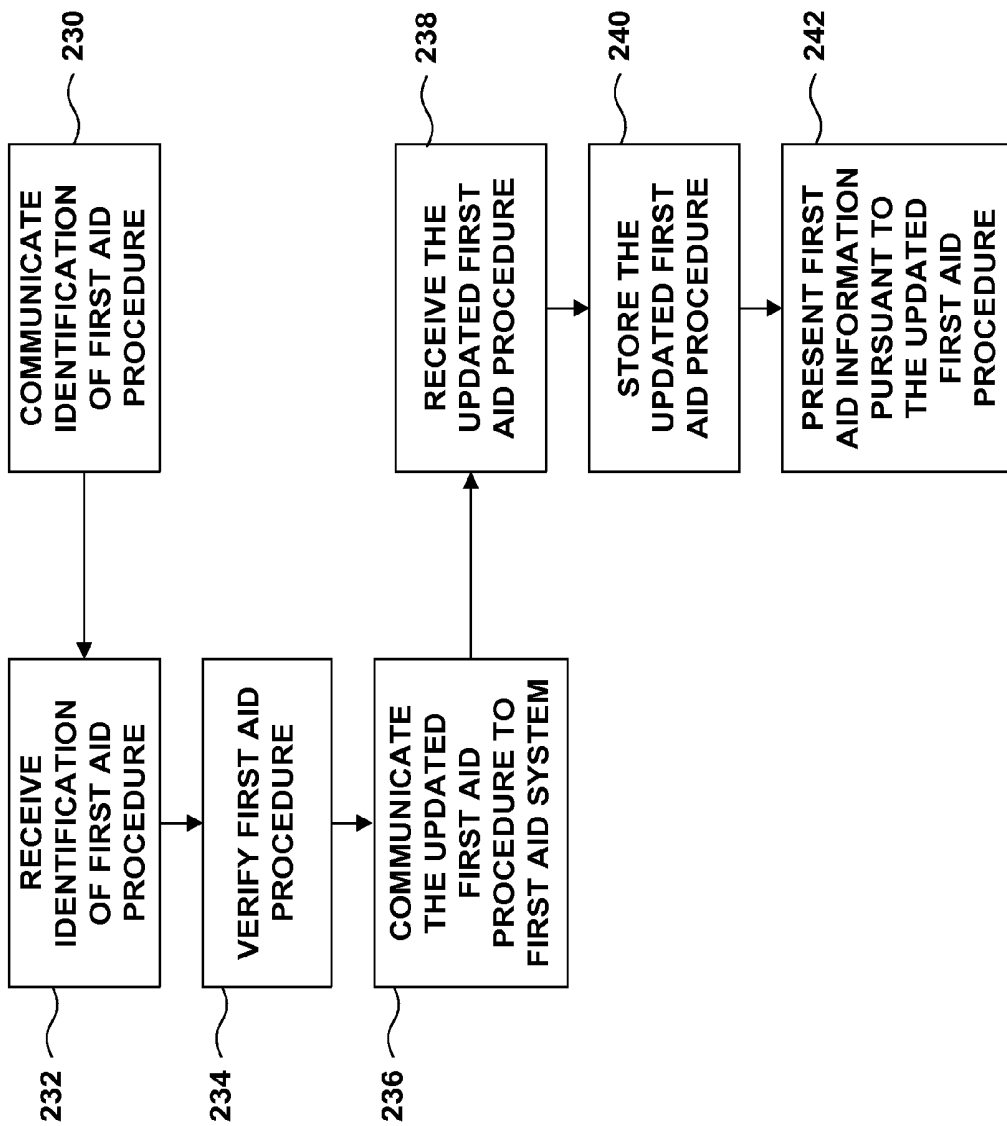 230
COMMUNICATE
IDENTIFICATION
OF FIRST AID
PROCEDURE
232
RECEIVE
IDENTIFICATION
OF FIRST AID
PROCEDURE
234
VERIFY FIRST AID
PROCEDURE
236
COMMUNICATE
THE UPDATED
FIRST AID
PROCEDURE TO
FIRST AID SYSTEM
238
RECEIVE THE
UPDATED FIRST
AID PROCEDURE
240
STORE THE
UPDATED FIRST
AID PROCEDURE
242
PRESENT FIRST
AID INFORMATION
PURSUANT TO
THE UPDATED
FIRST AID
PROCEDURE